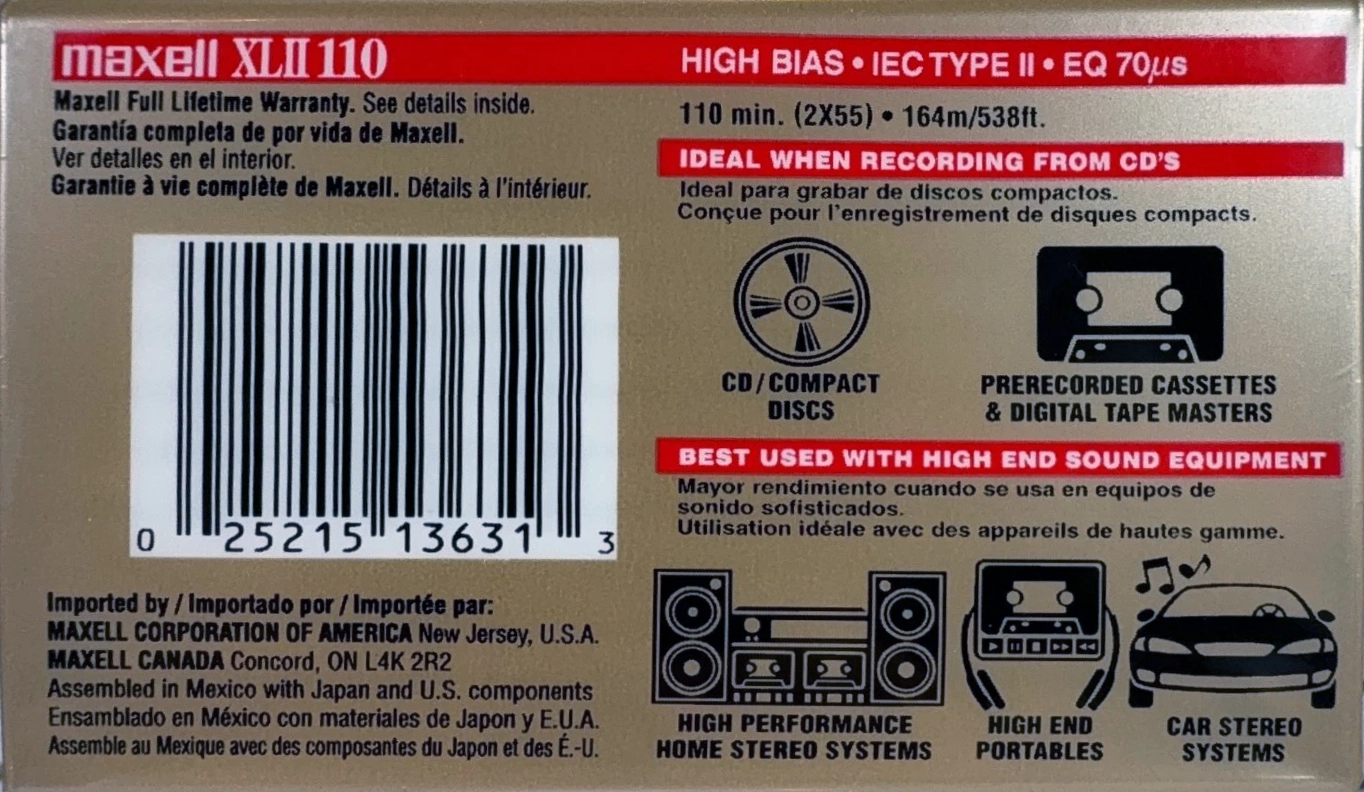 maxell XLII 110
HIGH BIAS • IEC TYPE II • EQ 70µs
Maxell Full Lifetime Warranty. See details inside.
Garantía completa de por vida de Maxell.
Ver detalles en el interior.
Garantie à vie complète de Maxell. Détails à l'intérieur.
110 min. (2X55) • 164m/538ft.
IDEAL WHEN RECORDING FROM CD'S
Ideal para grabar de discos compactos.
Conçue pour l'enregistrement de disques compacts.
CD/COMPACT
DISCS
PRERECORDED CASSETTES
& DIGITAL TAPE MASTERS
BEST USED WITH HIGH END SOUND EQUIPMENT
Mayor rendimiento cuando se usa en equipos de
sonido sofisticados.
Utilisation idéale avec des appareils de hautes gamme.
HIGH PERFORMANCE
HOME STEREO SYSTEMS
HIGH END
PORTABLES
CAR STEREO
SYSTEMS
0 25215 13631 3
Imported by / Importado por / Importée par:
MAXELL CORPORATION OF AMERICA New Jersey, U.S.A.
MAXELL CANADA Concord, ON L4K 2R2
Assembled in Mexico with Japan and U.S. components
Ensamblado en México con materiales de Japon y E.U.A.
Assemble au Mexique avec des composantes du Japon et des É.-U.